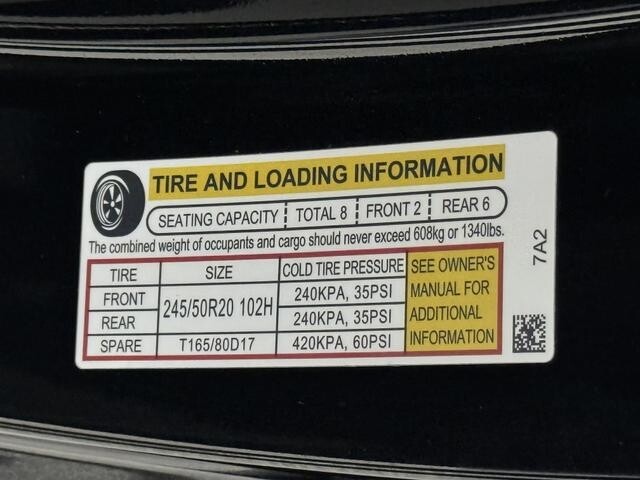 TIRE AND LOADING INFORMATION
SEATING CAPACITY TOTAL 8 FRONT 2 REAR 6
The combined weight of occupants and cargo should never exceed 608kg or 1340lbs.
TIRE SIZE COLD TIRE PRESSURE
FRONT 245/50R20 102H 240KPA, 35PSI
REAR 240KPA, 35PSI
SPARE T165/80D17 420KPA, 60PSI
SEE OWNER'S
MANUAL FOR
ADDITIONAL
INFORMATION
7A2